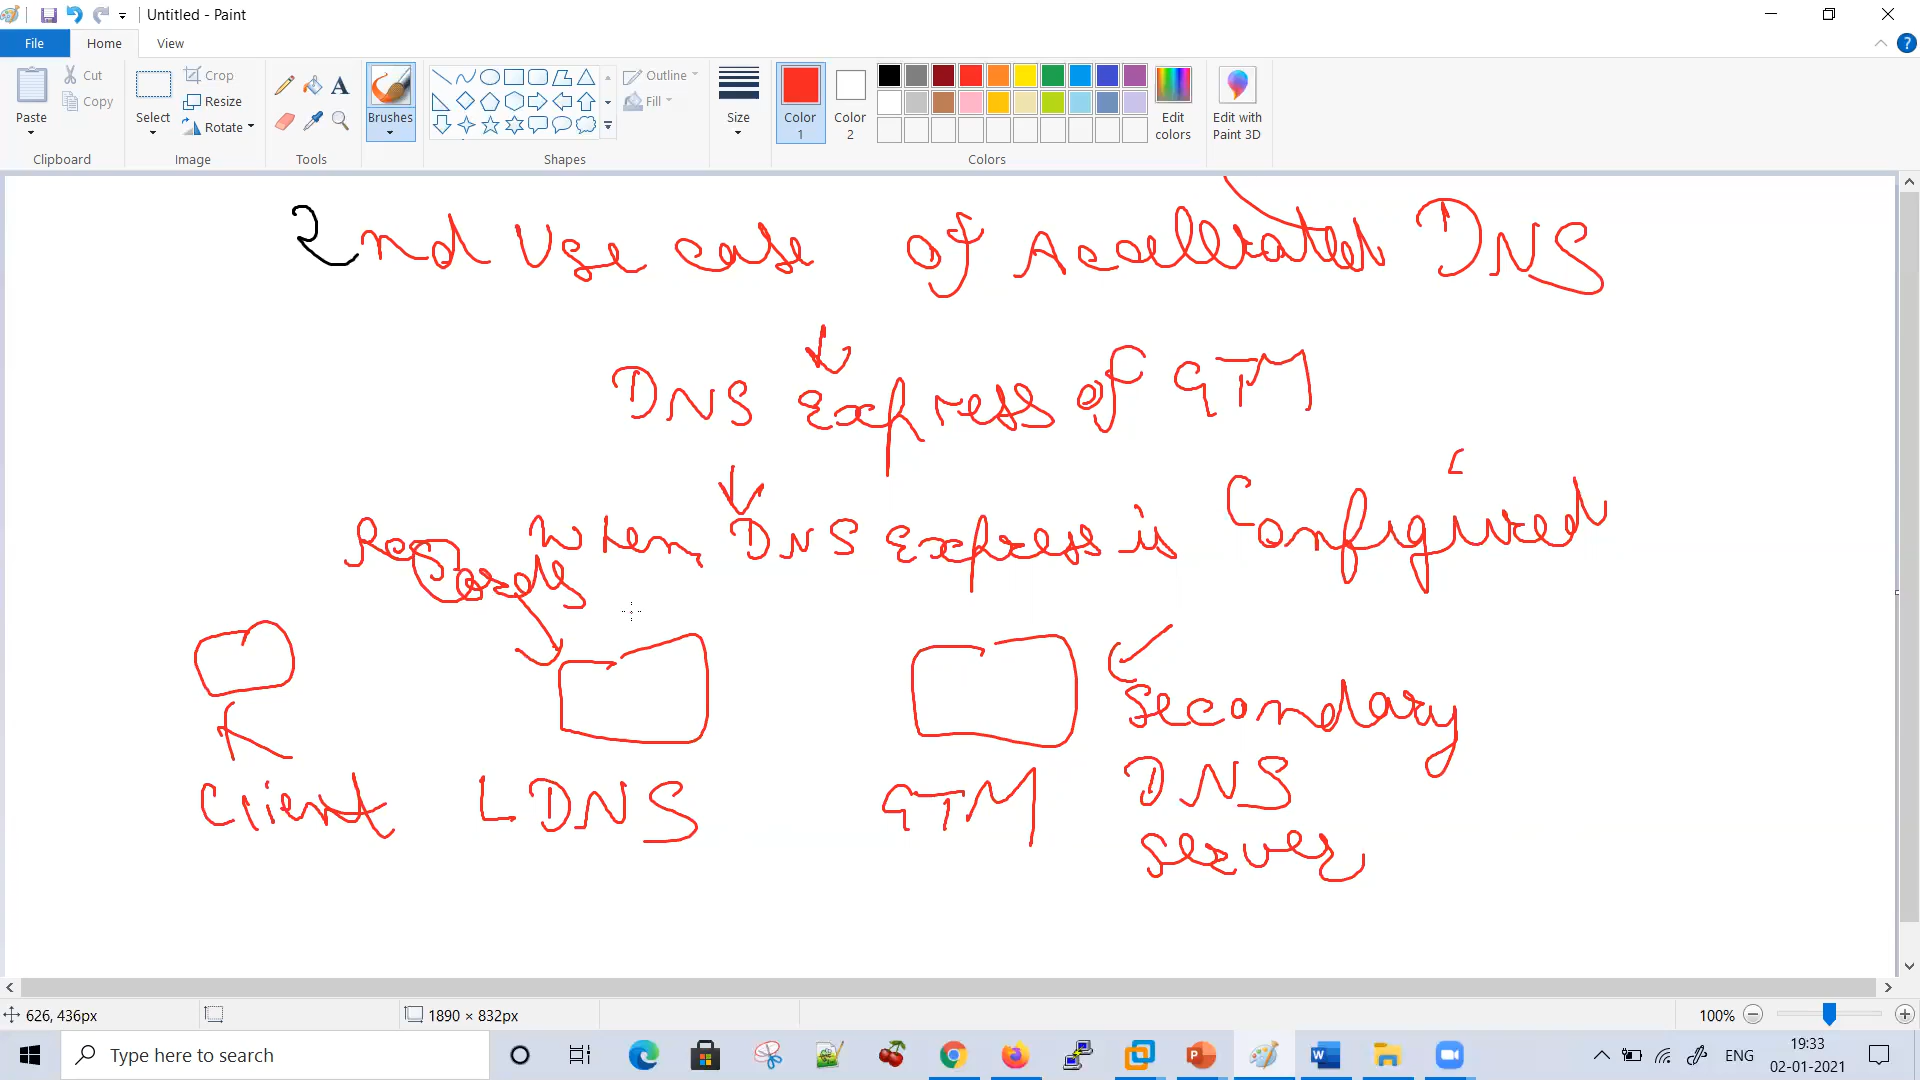 Untitled - Paint
File Home View
Paste
Cut
Copy
Clipboard
Select
Crop
Resize
Rotate
Image
Tools
Brushes
Shapes
Outline
Fill
Size
Color 1
Color 2
Edit colors
Colors
Edit with Paint 3D
2nd Use case of Accellerated DNS
DNS Express of GTM
When DNS Express is Configured
Client
LDNS
GTM
Secondary
DNS
Server
626, 436px
1890 × 832px
100%
Type here to search
ENG
19:33
02-01-2021